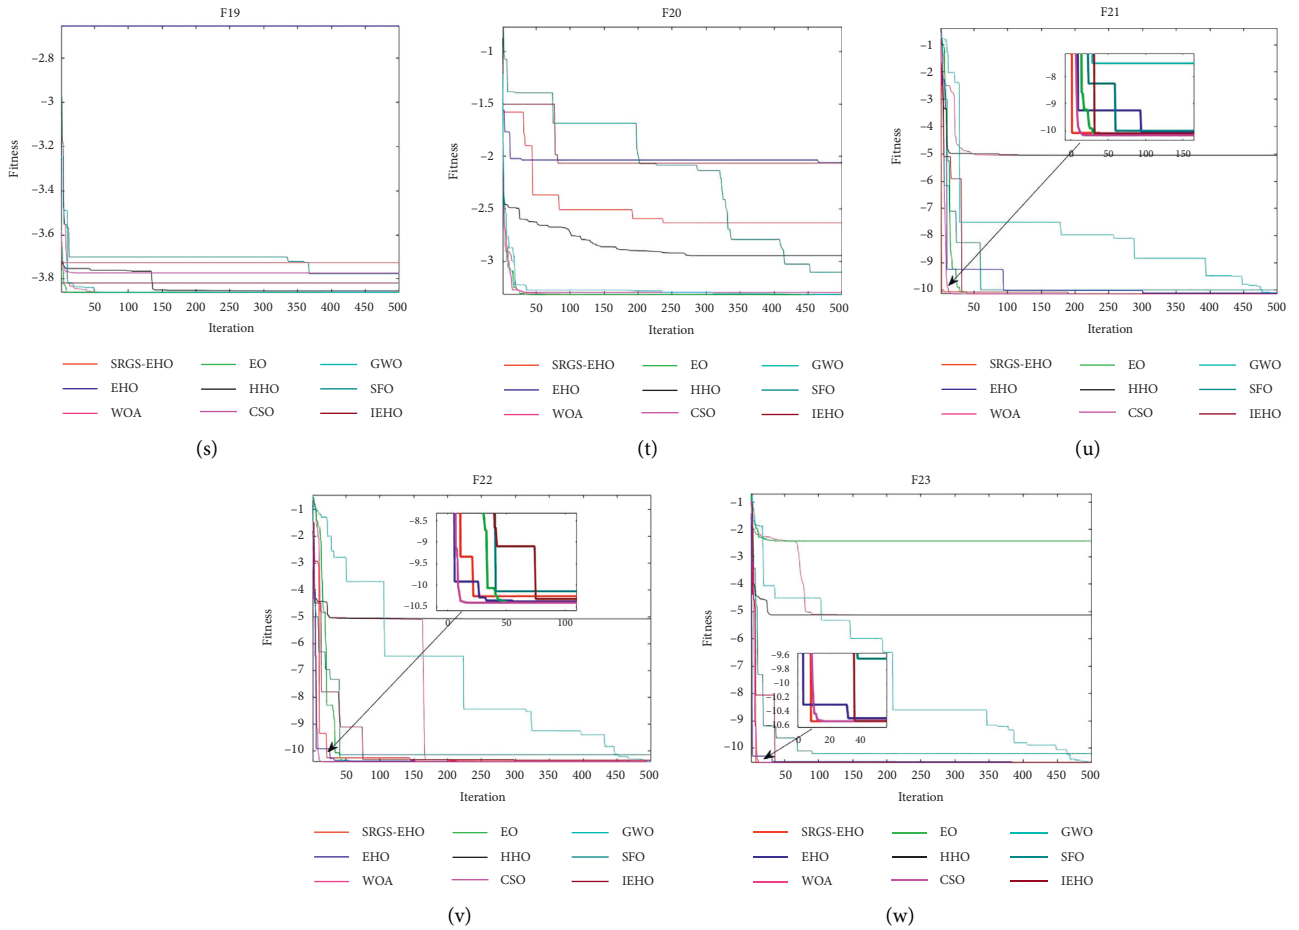 F19
Fitness
−2.8
−3
−3.2
−3.4
−3.6
−3.8
50 100 150 200 250 300 350 400 450 500
Iteration
SRGS-EHO EO GWO
EHO HHO SFO
WOA CSO IEHO
(s)
F20
Fitness
−1
−1.5
−2
−2.5
−3
50 100 150 200 250 300 350 400 450 500
Iteration
SRGS-EHO EO GWO
EHO HHO SFO
WOA CSO IEHO
(t)
F21
Fitness
−1
−2
−3
−4
−5
−6
−7
−8
−9
−10
−8
−9
−10
0 50 100 150
50 100 150 200 250 300 350 400 450 500
Iteration
SRGS-EHO EO GWO
EHO HHO SFO
WOA CSO IEHO
(u)
F22
Fitness
−1
−2
−3
−4
−5
−6
−7
−8
−9
−10
−8.5
−9
−9.5
−10
−10.5
0 50 100
50 100 150 200 250 300 350 400 450 500
Iteration
SRGS-EHO EO GWO
EHO HHO SFO
WOA CSO IEHO
(v)
F23
Fitness
−1
−2
−3
−4
−5
−6
−7
−8
−9
−10
−9.6
−9.8
−10
−10.2
−10.4
−10.6
0 20 40
50 100 150 200 250 300 350 400 450 500
Iteration
SRGS-EHO EO GWO
EHO HHO SFO
WOA CSO IEHO
(w)